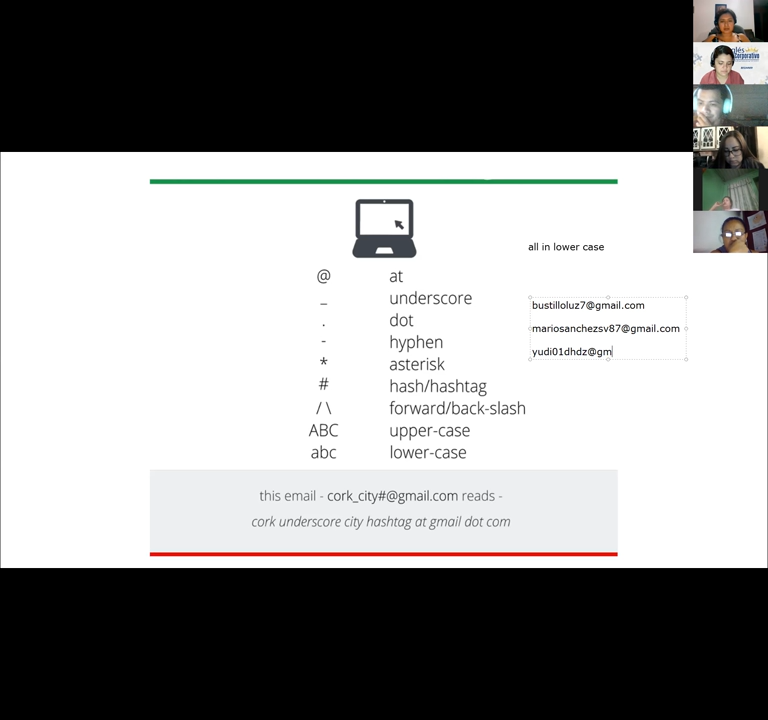 Inglés
Corporativo
all in lower case
@ at
_ underscore
. dot
- hyphen
* asterisk
# hash/hashtag
/ \ forward/back-slash
ABC upper-case
abc lower-case
bustilloluz7@gmail.com
mariosanchezsv87@gmail.com
yudi01dhdz@gm
this email - cork_city#@gmail.com reads -
cork underscore city hashtag at gmail dot com